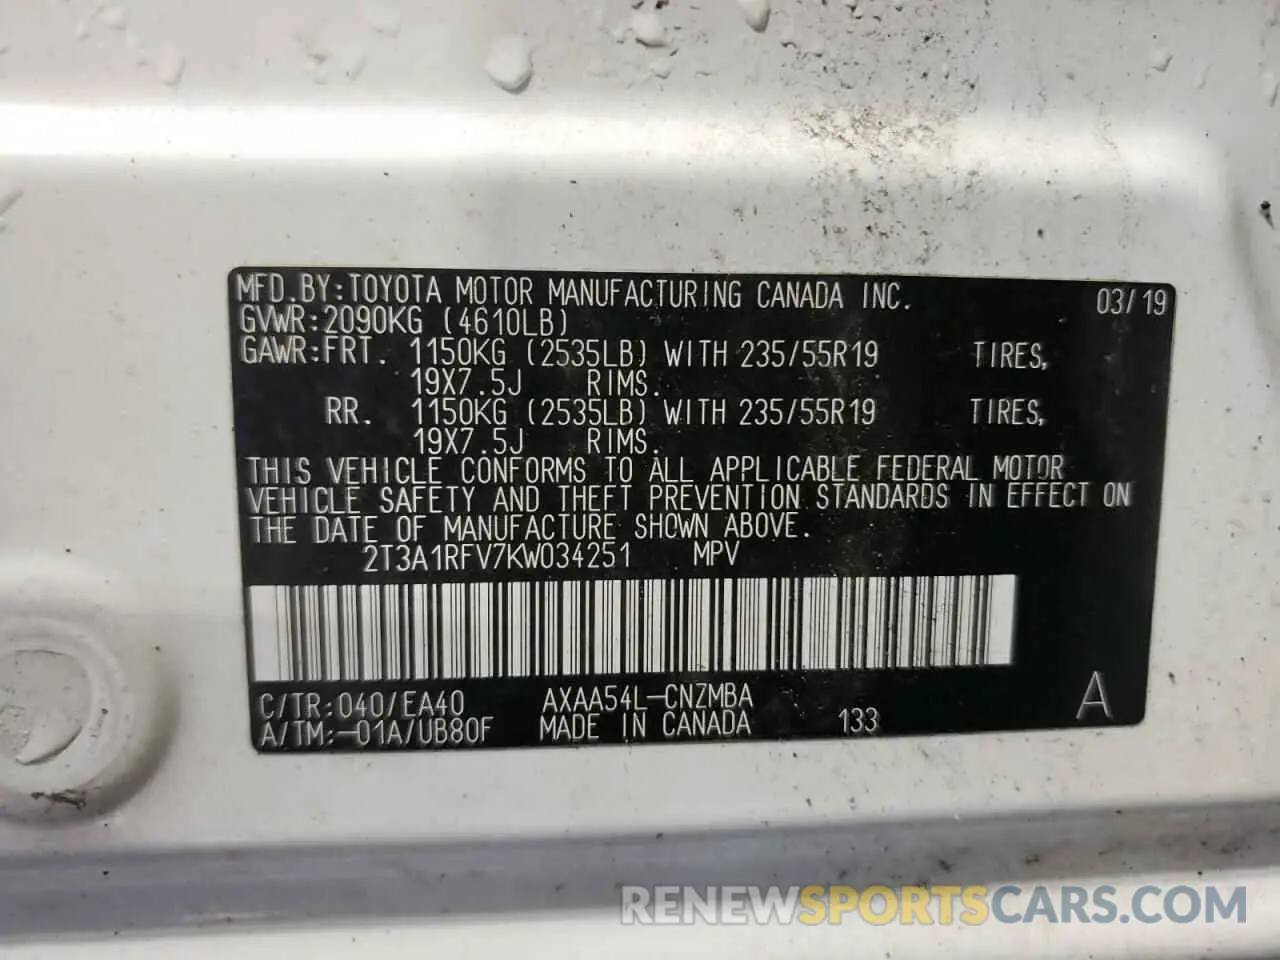 MFD.BY:TOYOTA MOTOR MANUFACTURING CANADA INC. 03/19
GVWR:2090KG (4610LB)
GAWR:FRT. 1150KG (2535LB) WITH 235/55R19 TIRES,
19X7.5J RIMS.
RR. 1150KG (2535LB) WITH 235/55R19 TIRES,
19X7.5J RIMS.
THIS VEHICLE CONFORMS TO ALL APPLICABLE FEDERAL MOTOR
VEHICLE SAFETY AND THEFT PREVENTION STANDARDS IN EFFECT ON
THE DATE OF MANUFACTURE SHOWN ABOVE.
2T3A1RFV7KW034251 MPV
C/TR:040/EA40 AXAA54L-CNZMBA A
A/TM:-01A/UB80F MADE IN CANADA 133
RENEWSPORTSCARS.COM